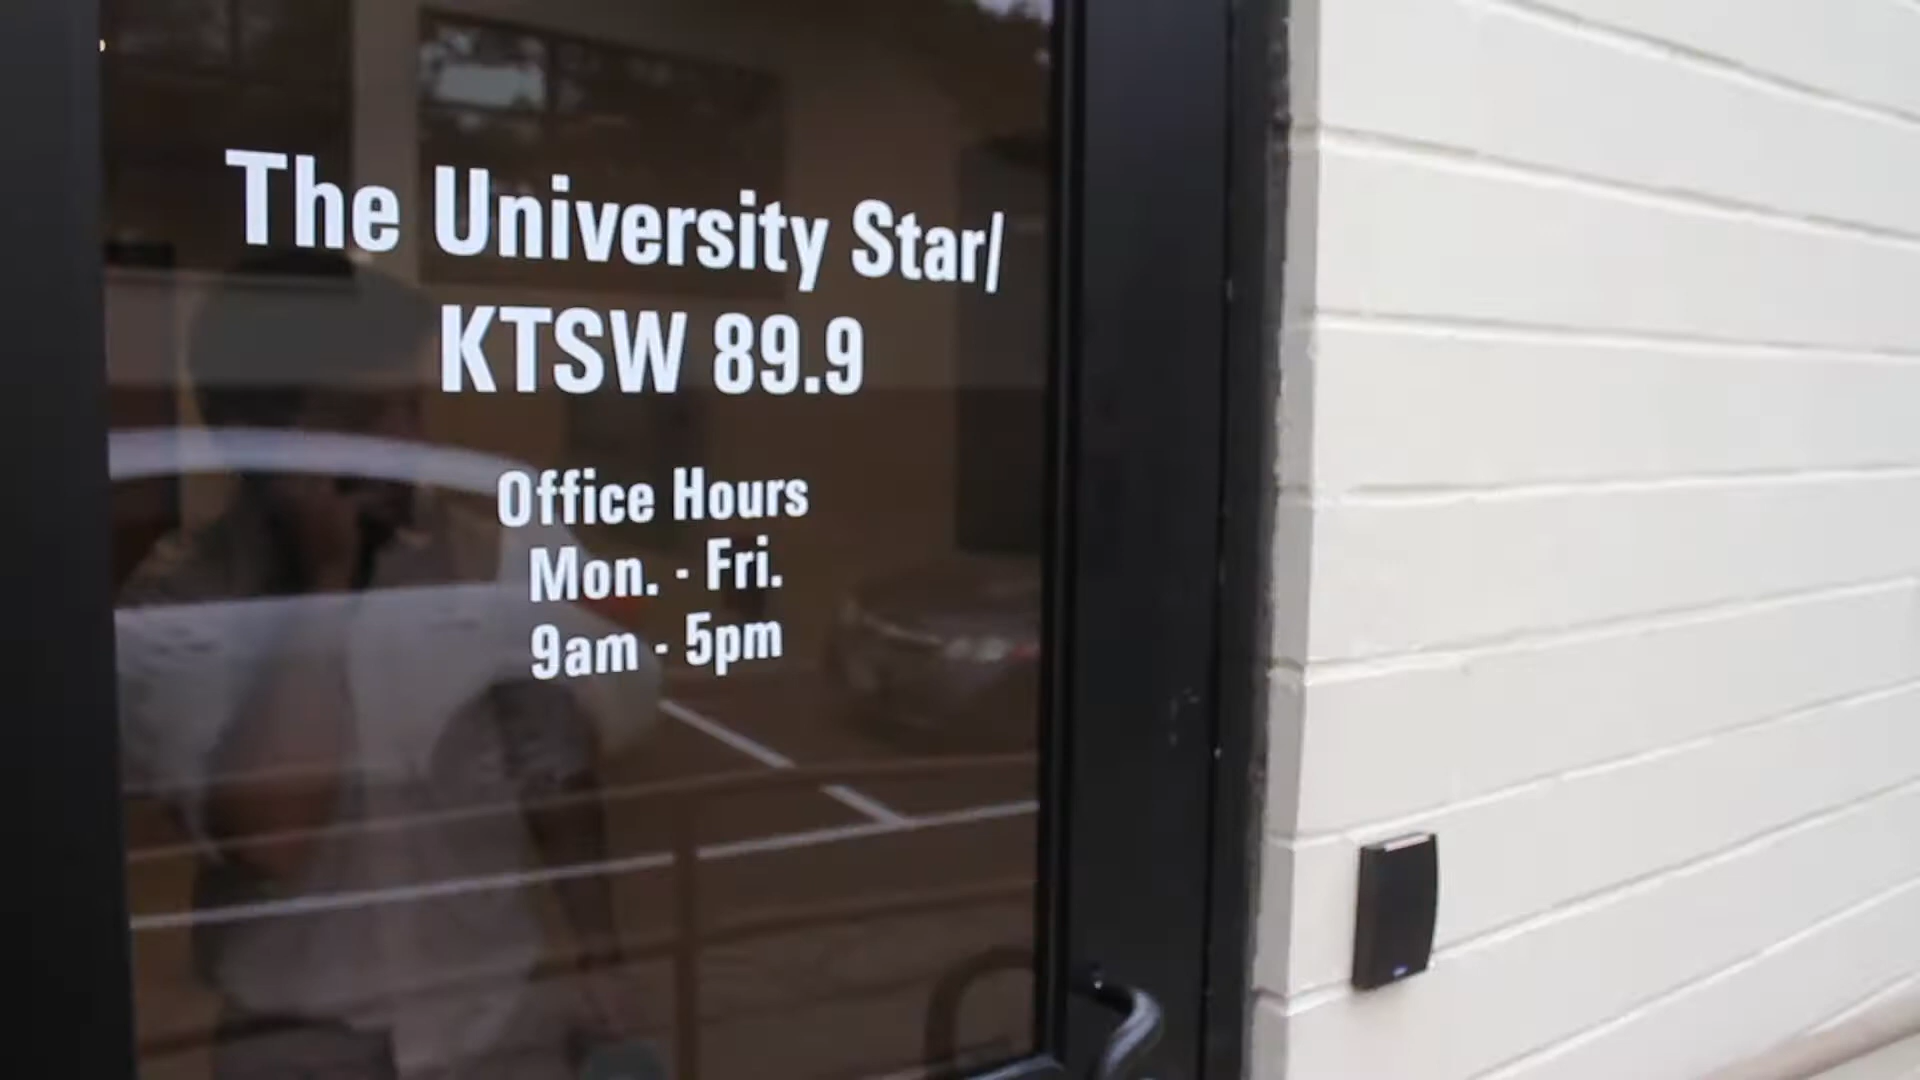 The University Star/
KTSW 89.9
Office Hours
Mon. - Fri.
9am - 5pm